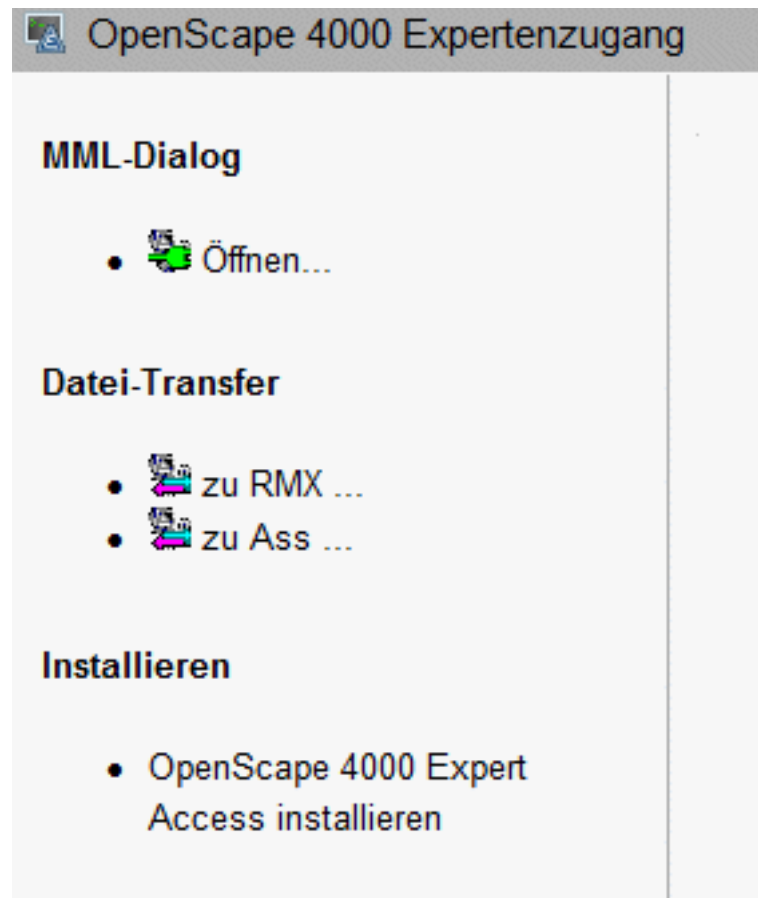 OpenScape 4000 Expertenzugang
MML-Dialog
Öffnen...
Datei-Transfer
zu RMX ...
zu Ass ...
Installieren
OpenScape 4000 Expert
Access installieren